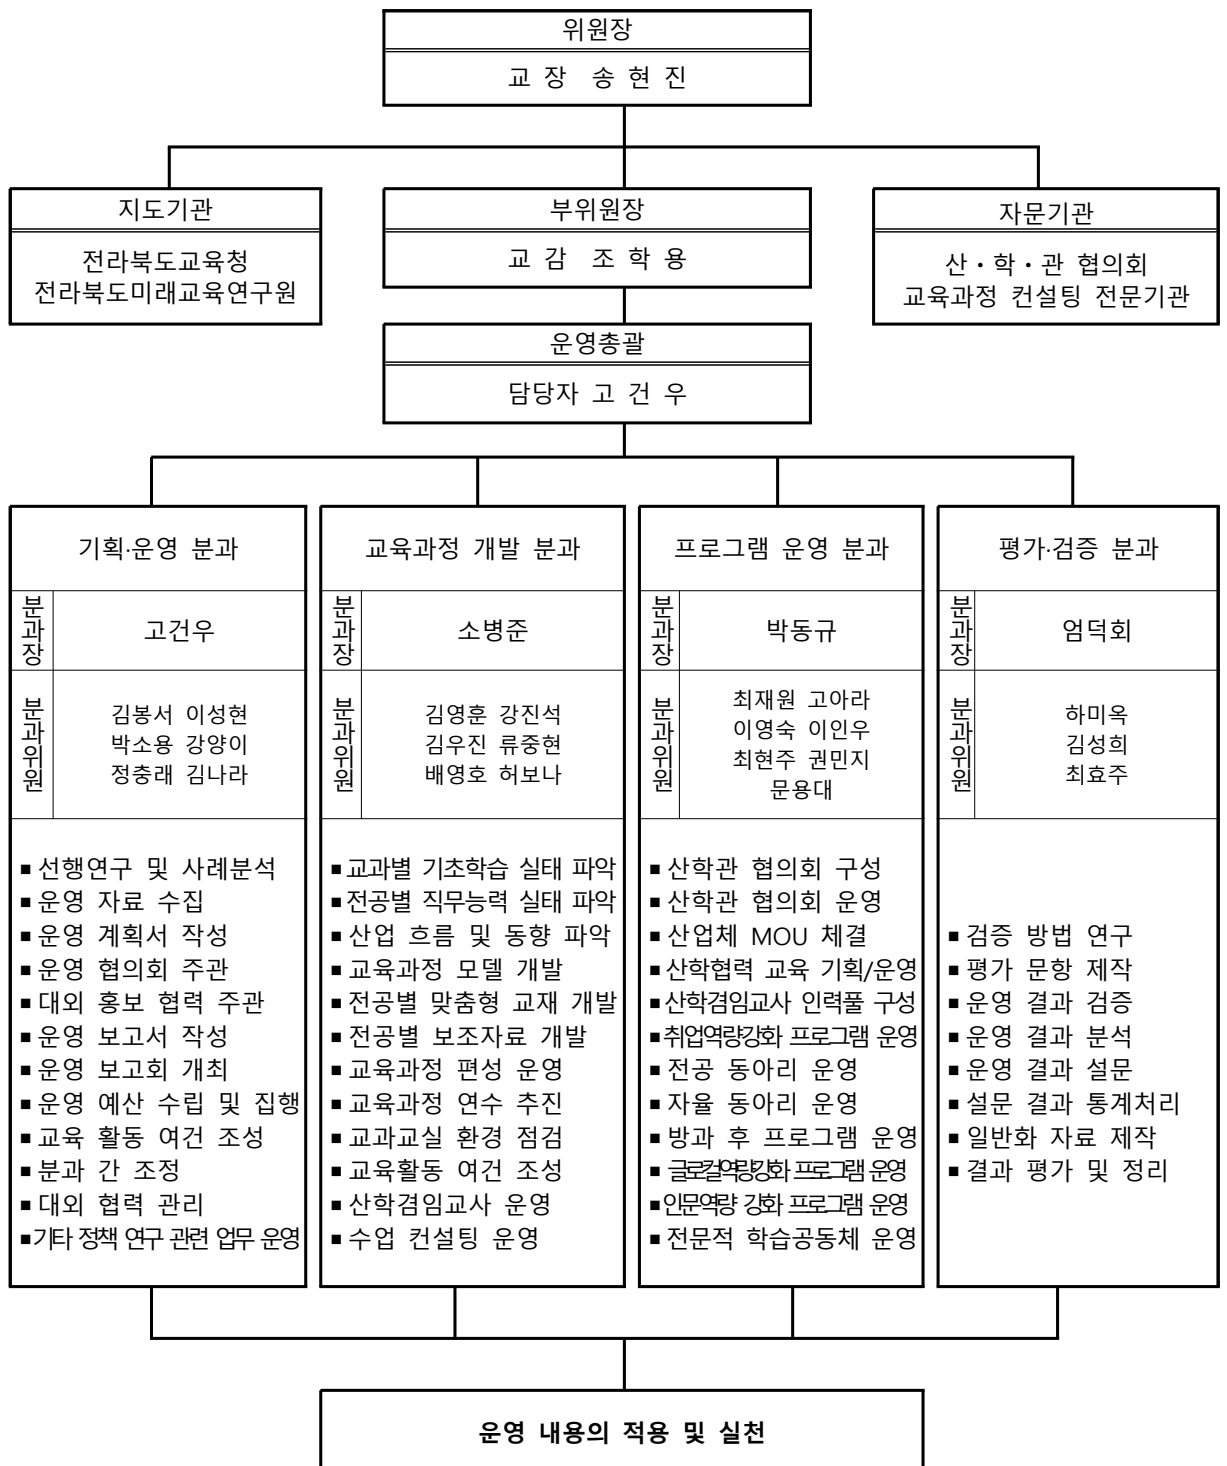 위원장
교 장 송 현 진
지도기관
전라북도교육청
전라북도미래교육연구원
부위원장
교 감 조 학 용
자문기관
산・학・관 협의회
교육과정 컨설팅 전문기관
운영총괄
담당자 고 건 우
기획·운영 분과
분과장
고건우
분과위원
김봉서 이성현
박소용 강양이
정충래 김나라
▪선행연구 및 사례분석
▪운영 자료 수집
▪운영 계획서 작성
▪운영 협의회 주관
▪대외 홍보 협력 주관
▪운영 보고서 작성
▪운영 보고회 개최
▪운영 예산 수립 및 집행
▪교육 활동 여건 조성
▪분과 간 조정
▪대외 협력 관리
▪기타 정책 연구 관련 업무 운영
교육과정 개발 분과
분과장
소병준
분과위원
김영훈 강진석
김우진 류중현
배영호 허보나
▪교과별 기초학습 실태 파악
▪전공별 직무능력 실태 파악
▪산업 흐름 및 동향 파악
▪교육과정 모델 개발
▪전공별 맞춤형 교재 개발
▪전공별 보조자료 개발
▪교육과정 편성 운영
▪교육과정 연수 추진
▪교과교실 환경 점검
▪교육활동 여건 조성
▪산학겸임교사 운영
▪수업 컨설팅 운영
프로그램 운영 분과
분과장
박동규
분과위원
최재원 고아라
이영숙 이인우
최현주 권민지
문용대
▪산학관 협의회 구성
▪산학관 협의회 운영
▪산업체 MOU 체결
▪산학협력 교육 기획/운영
▪산학겸임교사 인력풀 구성
▪취업역량강화 프로그램 운영
▪전공 동아리 운영
▪자율 동아리 운영
▪방과 후 프로그램 운영
▪글로컬역량강화 프로그램 운영
▪인문역량 강화 프로그램 운영
▪전문적 학습공동체 운영
평가·검증 분과
분과장
엄덕회
분과위원
하미옥
김성희
최효주
▪검증 방법 연구
▪평가 문항 제작
▪운영 결과 검증
▪운영 결과 분석
▪운영 결과 설문
▪설문 결과 통계처리
▪일반화 자료 제작
▪결과 평가 및 정리
운영 내용의 적용 및 실천